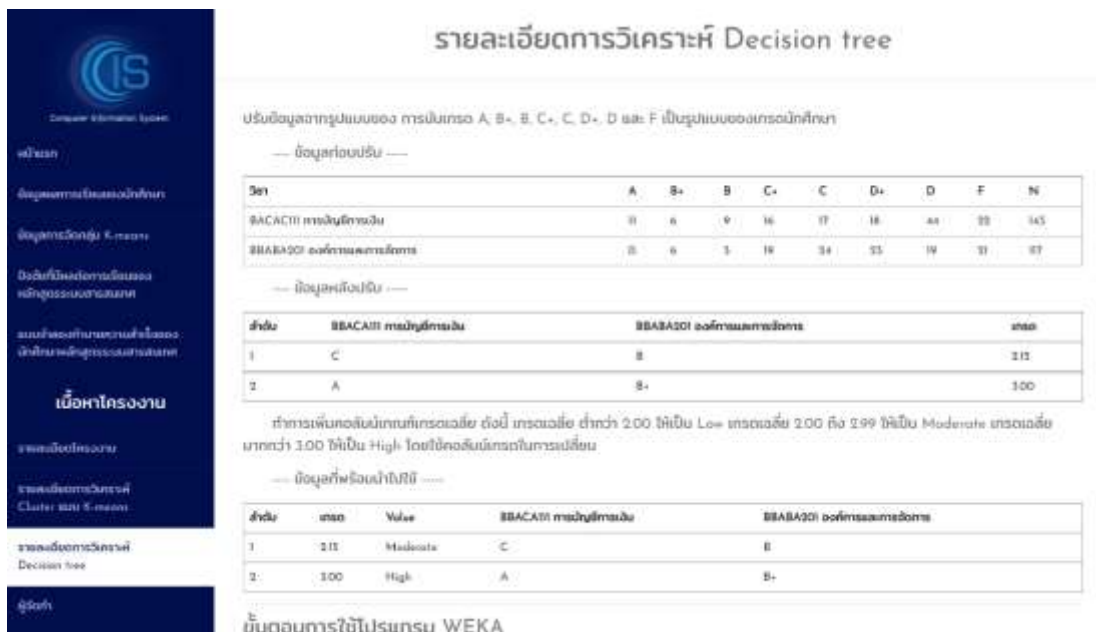 รายละเอียดการวิเคราะห์ Decision tree
CIS
Computer Information System
หน้าแรก
ข้อมูลผลการเรียนของนักศึกษา
ข้อมูลการจัดกลุ่ม K-means
ปัจจัยที่มีผลต่อการเรียนของ
หลักสูตรระบบสารสนเทศ
แบบจำลองทำนายความสำเร็จของ
นักศึกษาหลักสูตรระบบสารสนเทศ
เนื้อหาโครงงาน
รายละเอียดโครงงาน
รายละเอียดการวิเคราะห์
Cluster แบบ K-means
รายละเอียดการวิเคราะห์
Decision tree
ผู้จัดทำ
ปรับข้อมูลจากรูปแบบของ การนับเกรด A, B+, B, C+, C, D+, D และ F เป็นรูปแบบของเกรดนักศึกษา
---- ข้อมูลก่อนปรับ -----
วิชา A B+ B C+ C D+ D F N
BACAC111 การบัญชีการเงิน 11 6 9 16 17 18 44 22 143
BBABA201 องค์การและการจัดการ 6 19 19 21
---- ข้อมูลหลังปรับ -----
ลำดับ BBACA111 การบัญชีการเงิน BBABA201 องค์การและการจัดการ เกรด
1 C B
2 A B+ 3.00
ทำการเพิ่มคอลัมน์เกณฑ์เกรดเฉลี่ย ดังนี้ เกรดเฉลี่ย ต่ำกว่า 2.00 ให้เป็น Low เกรดเฉลี่ย 2.00 ถึง 2.99 ให้เป็น Moderate เกรดเฉลี่ย
มากกว่า 3.00 ให้เป็น High โดยใช้คอลัมน์เกรดในการเปลี่ยน
---- ข้อมูลที่พร้อมนำไปใช้ -----
ลำดับ เกรด Value BBACA111 การบัญชีการเงิน BBABA201 องค์การและการจัดการ
1 Moderate C B
2 3.00 High A B+
ขั้นตอนการใช้โปรแกรม WEKA